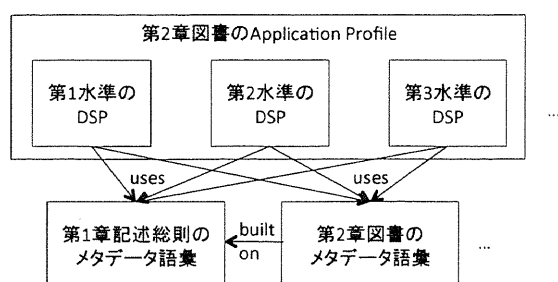 第2章図書のApplication Profile
第1水準の
DSP
第2水準の
DSP
第3水準の
DSP
...
uses
uses
第1章記述総則の
メタデータ語彙
built
on
第2章図書の
メタデータ語彙
...